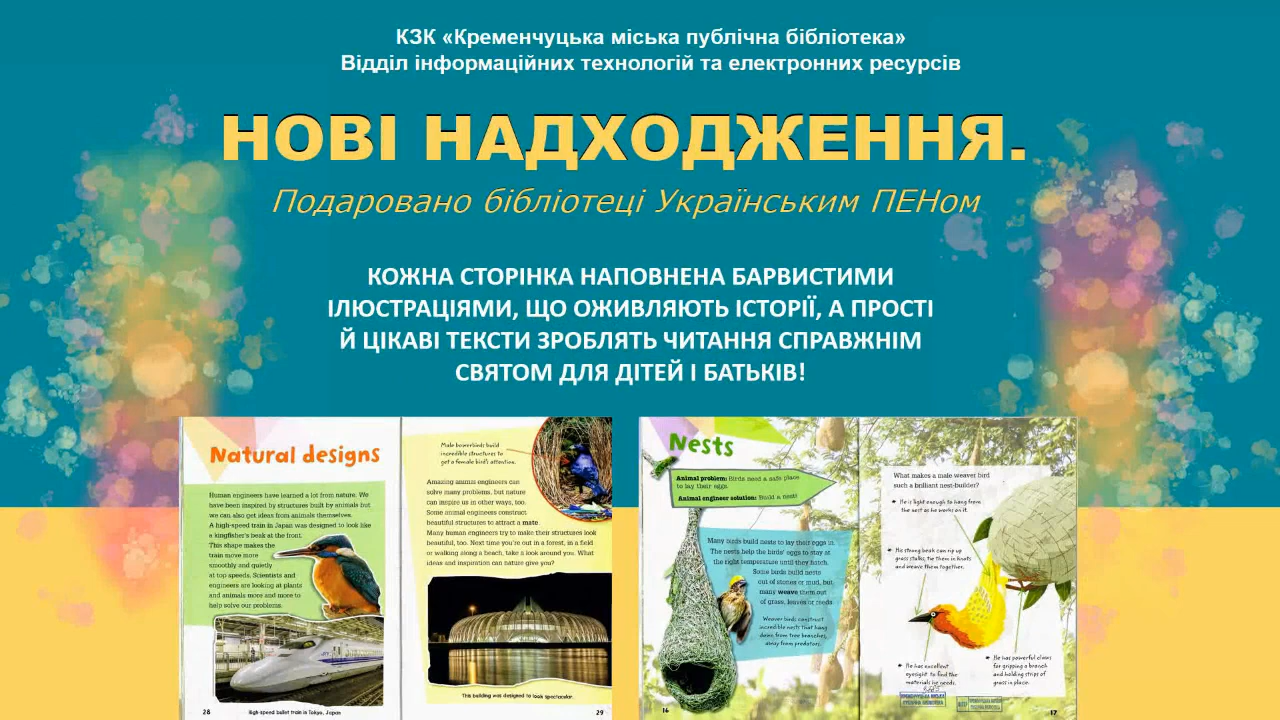 КЗК «Кременчуцька міська публічна бібліотека»
Відділ інформаційних технологій та електронних ресурсів
НОВІ НАДХОДЖЕННЯ.
Подаровано бібліотеці Українським ПЕНом
КОЖНА СТОРІНКА НАПОВНЕНА БАРВИСТИМИ
ІЛЮСТРАЦІЯМИ, ЩО ОЖИВЛЯЮТЬ ІСТОРІЇ, А ПРОСТІ
Й ЦІКАВІ ТЕКСТИ ЗРОБЛЯТЬ ЧИТАННЯ СПРАВЖНІМ
СВЯТОМ ДЛЯ ДІТЕЙ І БАТЬКІВ!
Natural designs
Human engineers have learned a lot from nature. We
have been inspired by structures built by animals but
we can also get ideas from animals themselves.
A high-speed train in Japan was designed to look like
a kingfisher's beak at the front.
This shape makes the
train move more
smoothly and quietly
at top speeds. Scientists and
engineers are looking at plants
and animals more and more to
help solve our problems.
28
High-speed bullet train in Tokyo, Japan
Male bowerbirds build
incredible structures to
get a female bird's attention.
Amazing animal engineers can
solve many problems, but nature
can inspire us in other ways, too.
Some animal engineers construct
beautiful structures to attract a mate
Many human engineers try to make their structures look
beautiful, too. Next time you're out in a forest, in a field
or walking along a beach, take a look around you. What
ideas and inspiration can nature give you?
This building was designed to look spectacular.
29
Nests
Animal problem: Birds need a safe place
to lay their eggs.
Animal engineer solution: Build a nest!
Many birds build nests to lay their eggs in.
The nests help the birds' eggs to stay at
the right temperature until they hatch.
Some birds build nests
out of stones or mud, but
many weave them out
of grass, leaves or reeds.
Weaver birds construct
incredible nests that hang
down from tree branches,
away from predators.
16
What makes a male weaver bird
such a brilliant nest-builder?
He is light enough to hang from
the nest as he works on it.
His strong beak can rip up
grass stalks, tie them in knots
and weave them together.
He has excellent
eyesight to find the
materials he needs.
He has powerful claws
for gripping a branch
and holding strips of
grass in place.
17